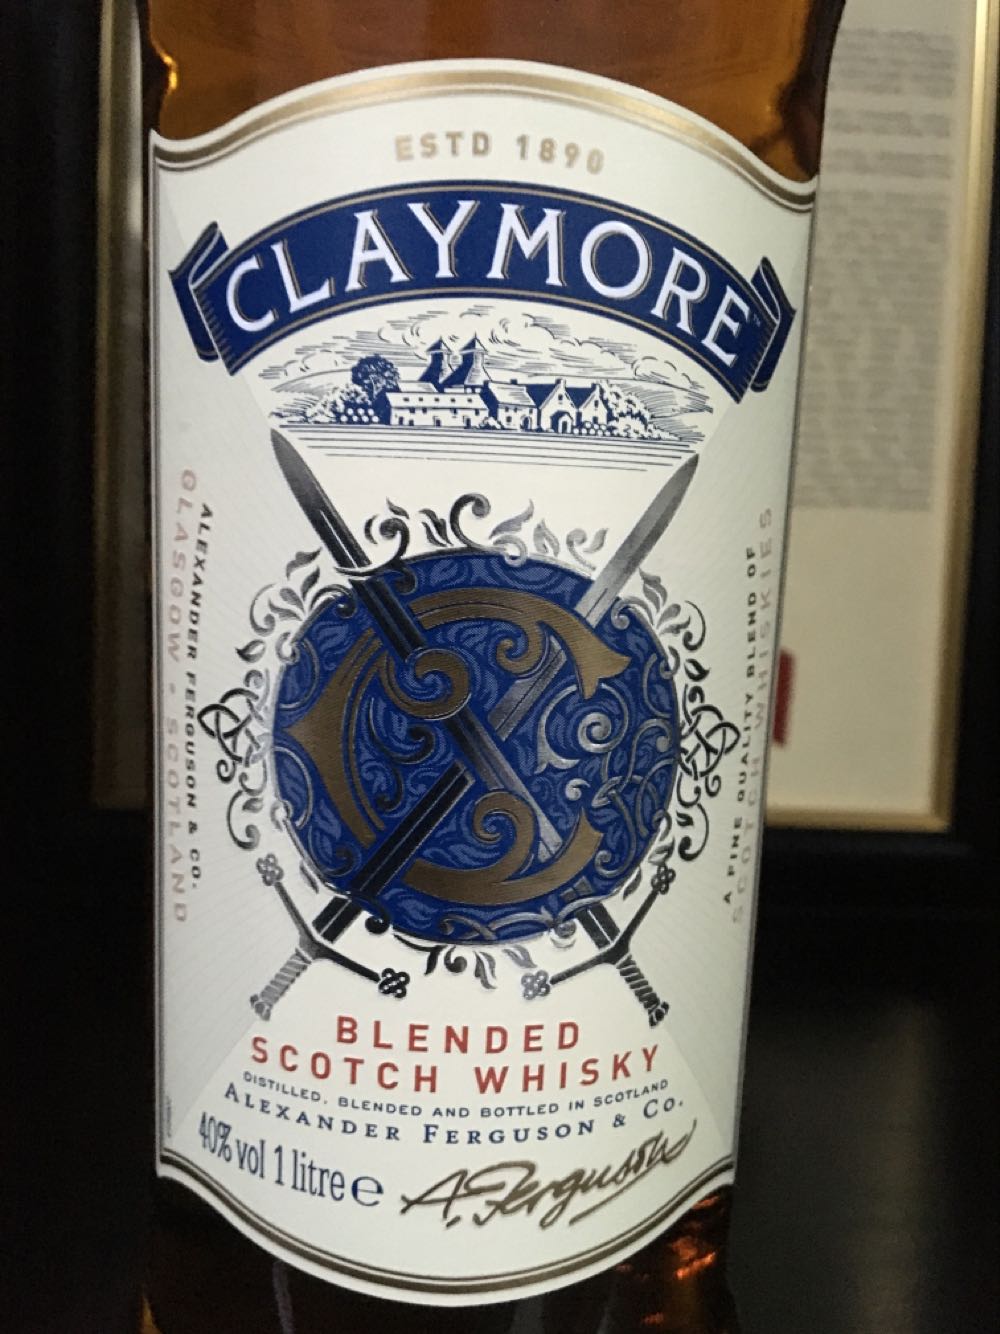 ESTD 1890
CLAYMORE
ALEXANDER FERGUSON & CO.
GLASGOW • SCOTLAND
A FINE QUALITY BLEND OF
SCOTCH WHISKIES
BLENDED
SCOTCH WHISKY
DISTILLED, BLENDED AND BOTTLED IN SCOTLAND
ALEXANDER FERGUSON & CO.
40% vol 1 litre e
A. Ferguson